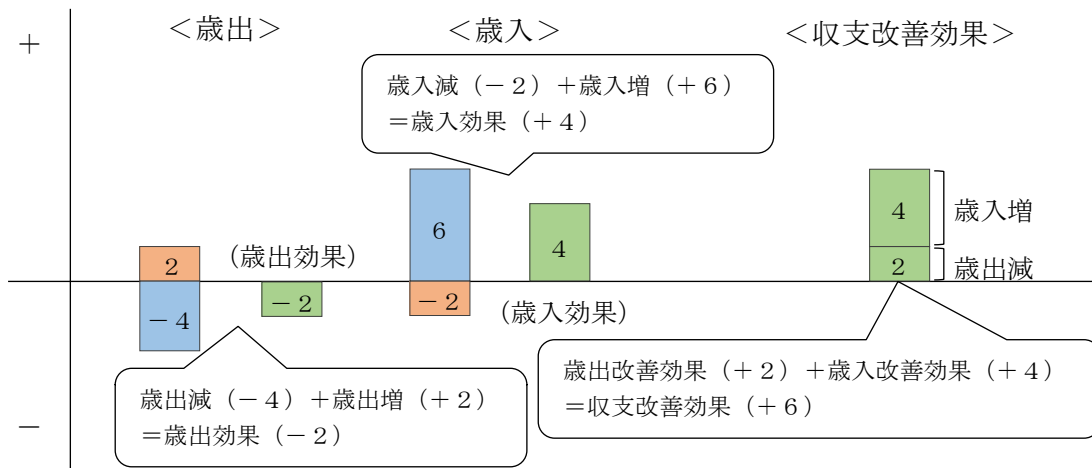 ＋
＜歳出＞
＜歳入＞
＜収支改善効果＞
歳入減（－２）＋歳入増（＋６）
＝歳入効果（＋４）
6
4
4
歳入増
2
(歳出効果)
2
歳出減
－4
－2
－2
(歳入効果)
歳出減（－４）＋歳出増（＋２）
＝歳出効果（－２）
歳出改善効果（＋２）＋歳入改善効果（＋４）
＝収支改善効果（＋６）
－